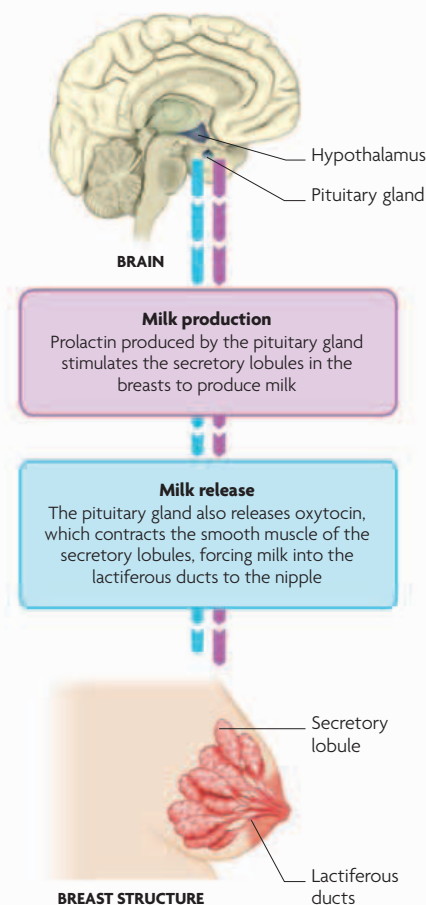 Hypothalamus
Pituitary gland
BRAIN
Milk production
Prolactin produced by the pituitary gland
stimulates the secretory lobules in the
breasts to produce milk
Milk release
The pituitary gland also releases oxytocin,
which contracts the smooth muscle of the
secretory lobules, forcing milk into the
lactiferous ducts to the nipple
Secretory
lobule
Lactiferous
ducts
BREAST STRUCTURE